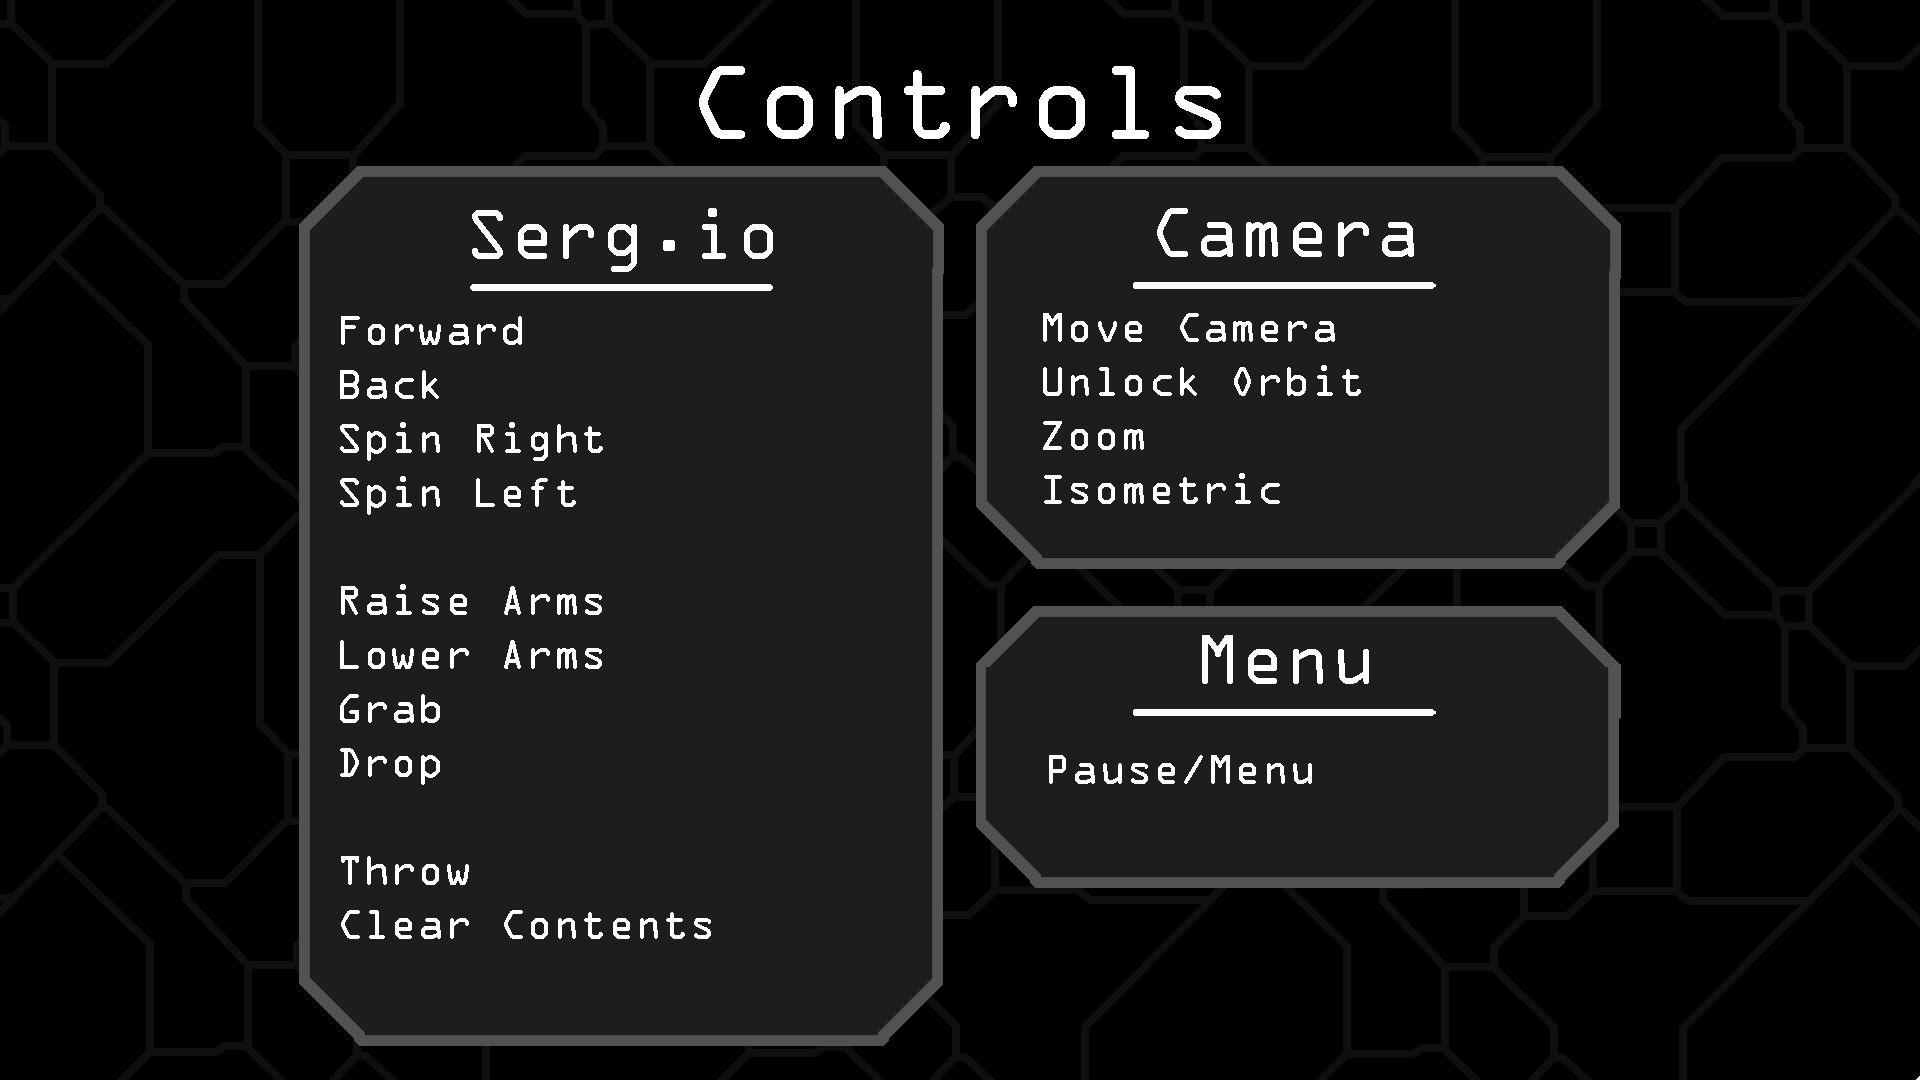 Controls
Serg.io
Forward
Back
Spin Right
Spin Left
Raise Arms
Lower Arms
Grab
Drop
Throw
Clear Contents
Camera
Move Camera
Unlock Orbit
Zoom
Isometric
Menu
Pause/Menu